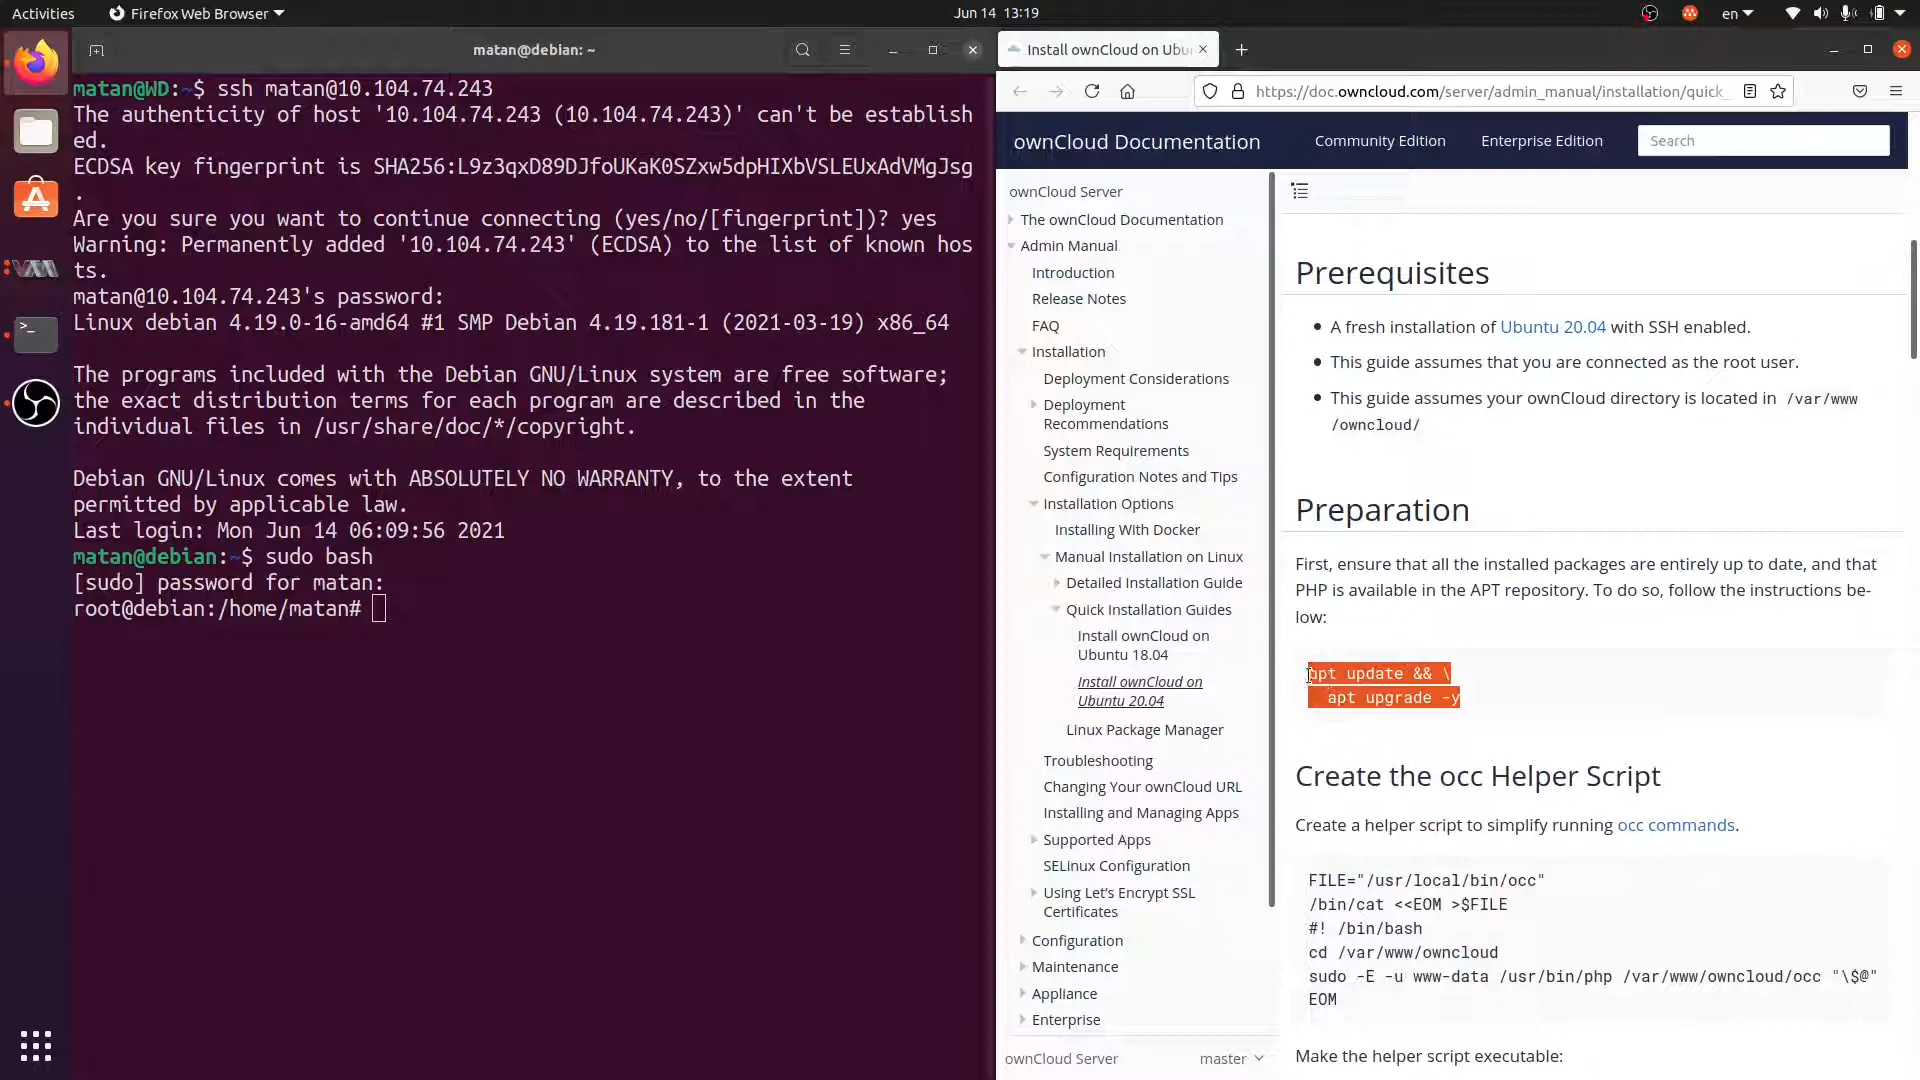 Activities
Firefox Web Browser
Jun 14 13:19
en
matan@debian: ~
matan@WD:~$ ssh matan@10.104.74.243
The authenticity of host '10.104.74.243 (10.104.74.243)' can't be establish
ed.
ECDSA key fingerprint is SHA256:L9z3qxD89DJfoUKaK0SZxw5dpHIXbVSLEUxAdVMgJsg
.
Are you sure you want to continue connecting (yes/no/[fingerprint])? yes
Warning: Permanently added '10.104.74.243' (ECDSA) to the list of known hos
ts.
matan@10.104.74.243's password:
Linux debian 4.19.0-16-amd64 #1 SMP Debian 4.19.181-1 (2021-03-19) x86_64
The programs included with the Debian GNU/Linux system are free software;
the exact distribution terms for each program are described in the
individual files in /usr/share/doc/*/copyright.
Debian GNU/Linux comes with ABSOLUTELY NO WARRANTY, to the extent
permitted by applicable law.
Last login: Mon Jun 14 06:09:56 2021
matan@debian:~$ sudo bash
[sudo] password for matan:
root@debian:/home/matan#
Install ownCloud on Ubu
https://doc.owncloud.com/server/admin_manual/installation/quick_
ownCloud Documentation
Community Edition
Enterprise Edition
Search
ownCloud Server
The ownCloud Documentation
Admin Manual
Introduction
Release Notes
FAQ
Installation
Deployment Considerations
Deployment
Recommendations
System Requirements
Configuration Notes and Tips
Installation Options
Installing With Docker
Manual Installation on Linux
Detailed Installation Guide
Quick Installation Guides
Install ownCloud on
Ubuntu 18.04
Install ownCloud on
Ubuntu 20.04
Linux Package Manager
Troubleshooting
Changing Your ownCloud URL
Installing and Managing Apps
Supported Apps
SELinux Configuration
Using Let's Encrypt SSL
Certificates
Configuration
Maintenance
Appliance
Enterprise
ownCloud Server
master
Prerequisites
• A fresh installation of Ubuntu 20.04 with SSH enabled.
• This guide assumes that you are connected as the root user.
• This guide assumes your ownCloud directory is located in /var/www
/owncloud/
Preparation
First, ensure that all the installed packages are entirely up to date, and that
PHP is available in the APT repository. To do so, follow the instructions be-
low:
apt update && \
apt upgrade -y
Create the occ Helper Script
Create a helper script to simplify running occ commands.
FILE="/usr/local/bin/occ"
/bin/cat <<EOM >$FILE
#! /bin/bash
cd /var/www/owncloud
sudo -E -u www-data /usr/bin/php /var/www/owncloud/occ "\$@"
EOM
Make the helper script executable: